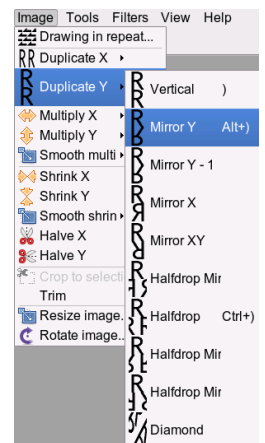 Image Tools Filters View Help
Drawing in repeat...
Duplicate X
Duplicate Y
Multiply X
Multiply Y
Smooth multi
Shrink X
Shrink Y
Smooth shrin
Halve X
Halve Y
Crop to selecti
Trim
Resize image.
Rotate image..
Vertical )
Mirror Y Alt+)
Mirror Y - 1
Mirror X
Mirror XY
Halfdrop Mir
Halfdrop Ctrl+)
Halfdrop Mir
Halfdrop Mir
Diamond